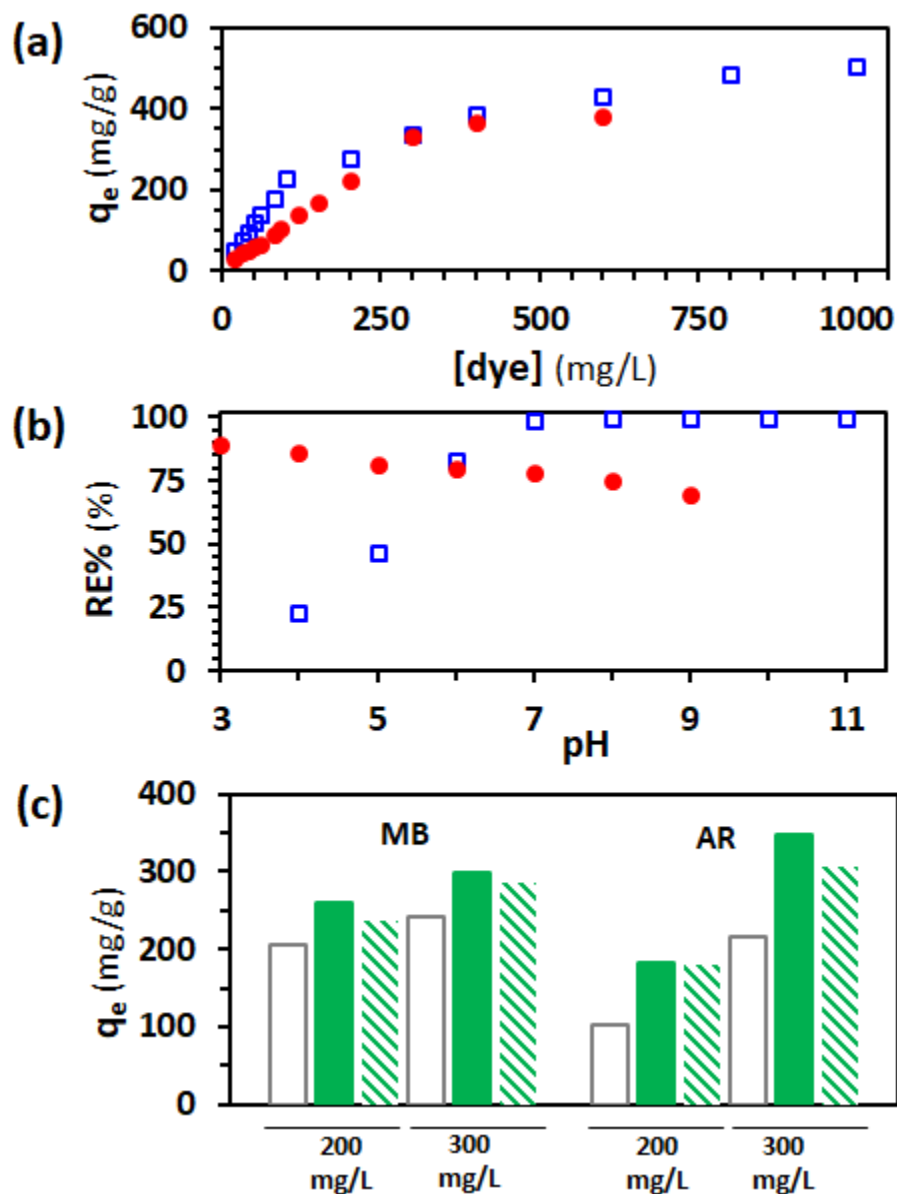 (a)
600
400
200
0
qe (mg/g)
0 250 500 750 1000
[dye] (mg/L)
(b)
100
75
50
25
0
RE% (%)
3 5 7 9 11
pH
(c)
400
300
200
100
0
qe (mg/g)
MB AR
200 300 200 300
mg/L mg/L mg/L mg/L